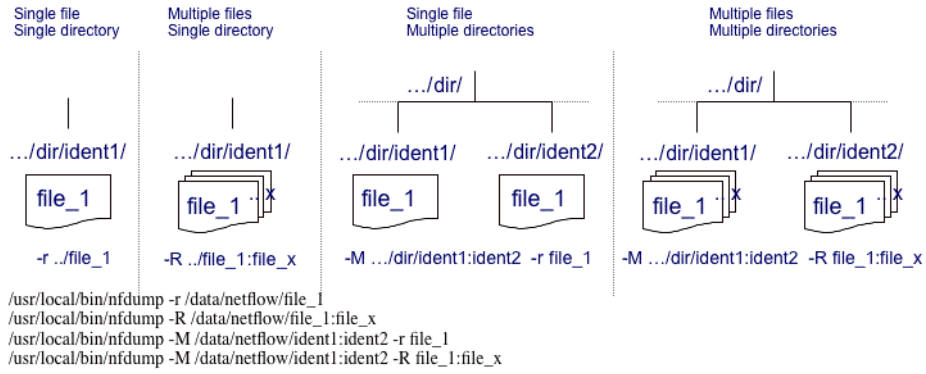 Single file
Single directory
Multiple files
Single directory
Single file
Multiple directories
Multiple files
Multiple directories
…/dir/
…/dir/
…/dir/ident1/
…/dir/ident1/
…/dir/ident1/
…/dir/ident2/
…/dir/ident1/
…/dir/ident2/
file_1
file_1 ..x
file_1
file_1
file_1 ..x
file_1 ..x
-r ../file_1
-R ../file_1:file_x
-M …/dir/ident1:ident2 -r file_1
-M …/dir/ident1:ident2 -R file_1:file_x
/usr/local/bin/nfdump -r /data/netflow/file_1
/usr/local/bin/nfdump -R /data/netflow/file_1:file_x
/usr/local/bin/nfdump -M /data/netflow/ident1:ident2 -r file_1
/usr/local/bin/nfdump -M /data/netflow/ident1:ident2 -R file_1:file_x